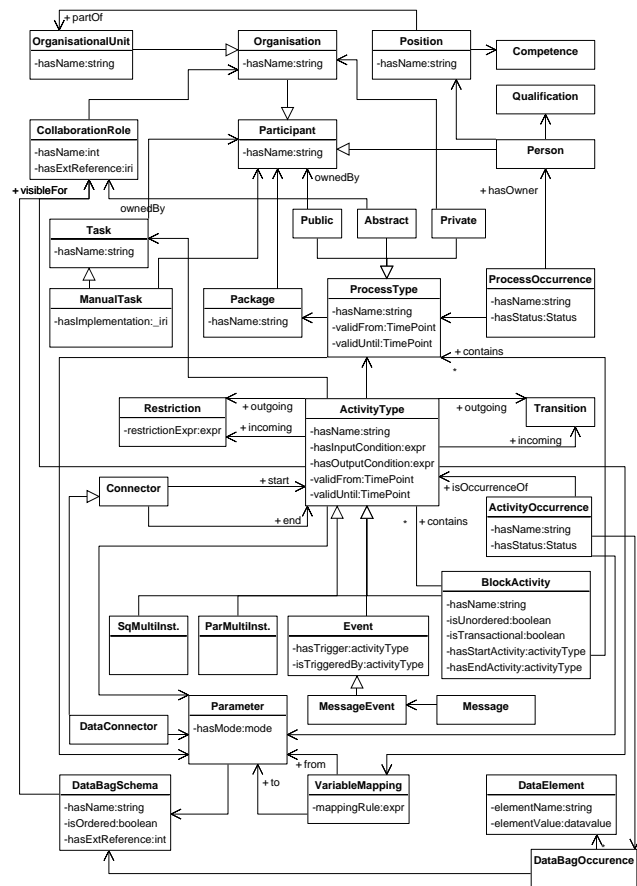 + partOf
OrganisationalUnit
-hasName:string
Organisation
-hasName:string
Position
-hasName:string
Competence
Qualification
CollaborationRole
-hasName:int
-hasExtReference:iri
Participant
-hasName:string
Person
+ visibleFor
ownedBy
ownedBy
+ hasOwner
Public
Abstract
Private
Task
-hasName:string
ManualTask
-hasImplementation:_iri
Package
-hasName:string
ProcessType
-hasName:string
-validFrom:TimePoint
-validUntil:TimePoint
ProcessOccurrence
-hasName:string
-hasStatus:Status
+ contains
*
Restriction
-restrictionExpr:expr
+ outgoing
+ incoming
ActivityType
-hasName:string
-hasInputCondition:expr
-hasOutputCondition:expr
-validFrom:TimePoint
-validUntil:TimePoint
+ outgoing
+ incoming
Transition
Connector
+ start
+ end
+ isOccurrenceOf
ActivityOccurrence
-hasName:string
-hasStatus:Status
* + contains
SqMultiInst.
ParMultiInst.
Event
-hasTrigger:activityType
-isTriggeredBy:activityType
BlockActivity
-hasName:string
-isUnordered:boolean
-isTransactional:boolean
-hasStartActivity:activityType
-hasEndActivity:activityType
MessageEvent
Message
Parameter
-hasMode:mode
DataConnector
+ from
+ to
DataBagSchema
-hasName:string
-isOrdered:boolean
-hasExtReference:int
VariableMapping
-mappingRule:expr
DataElement
-elementName:string
-elementValue:datavalue
*
DataBagOccurence